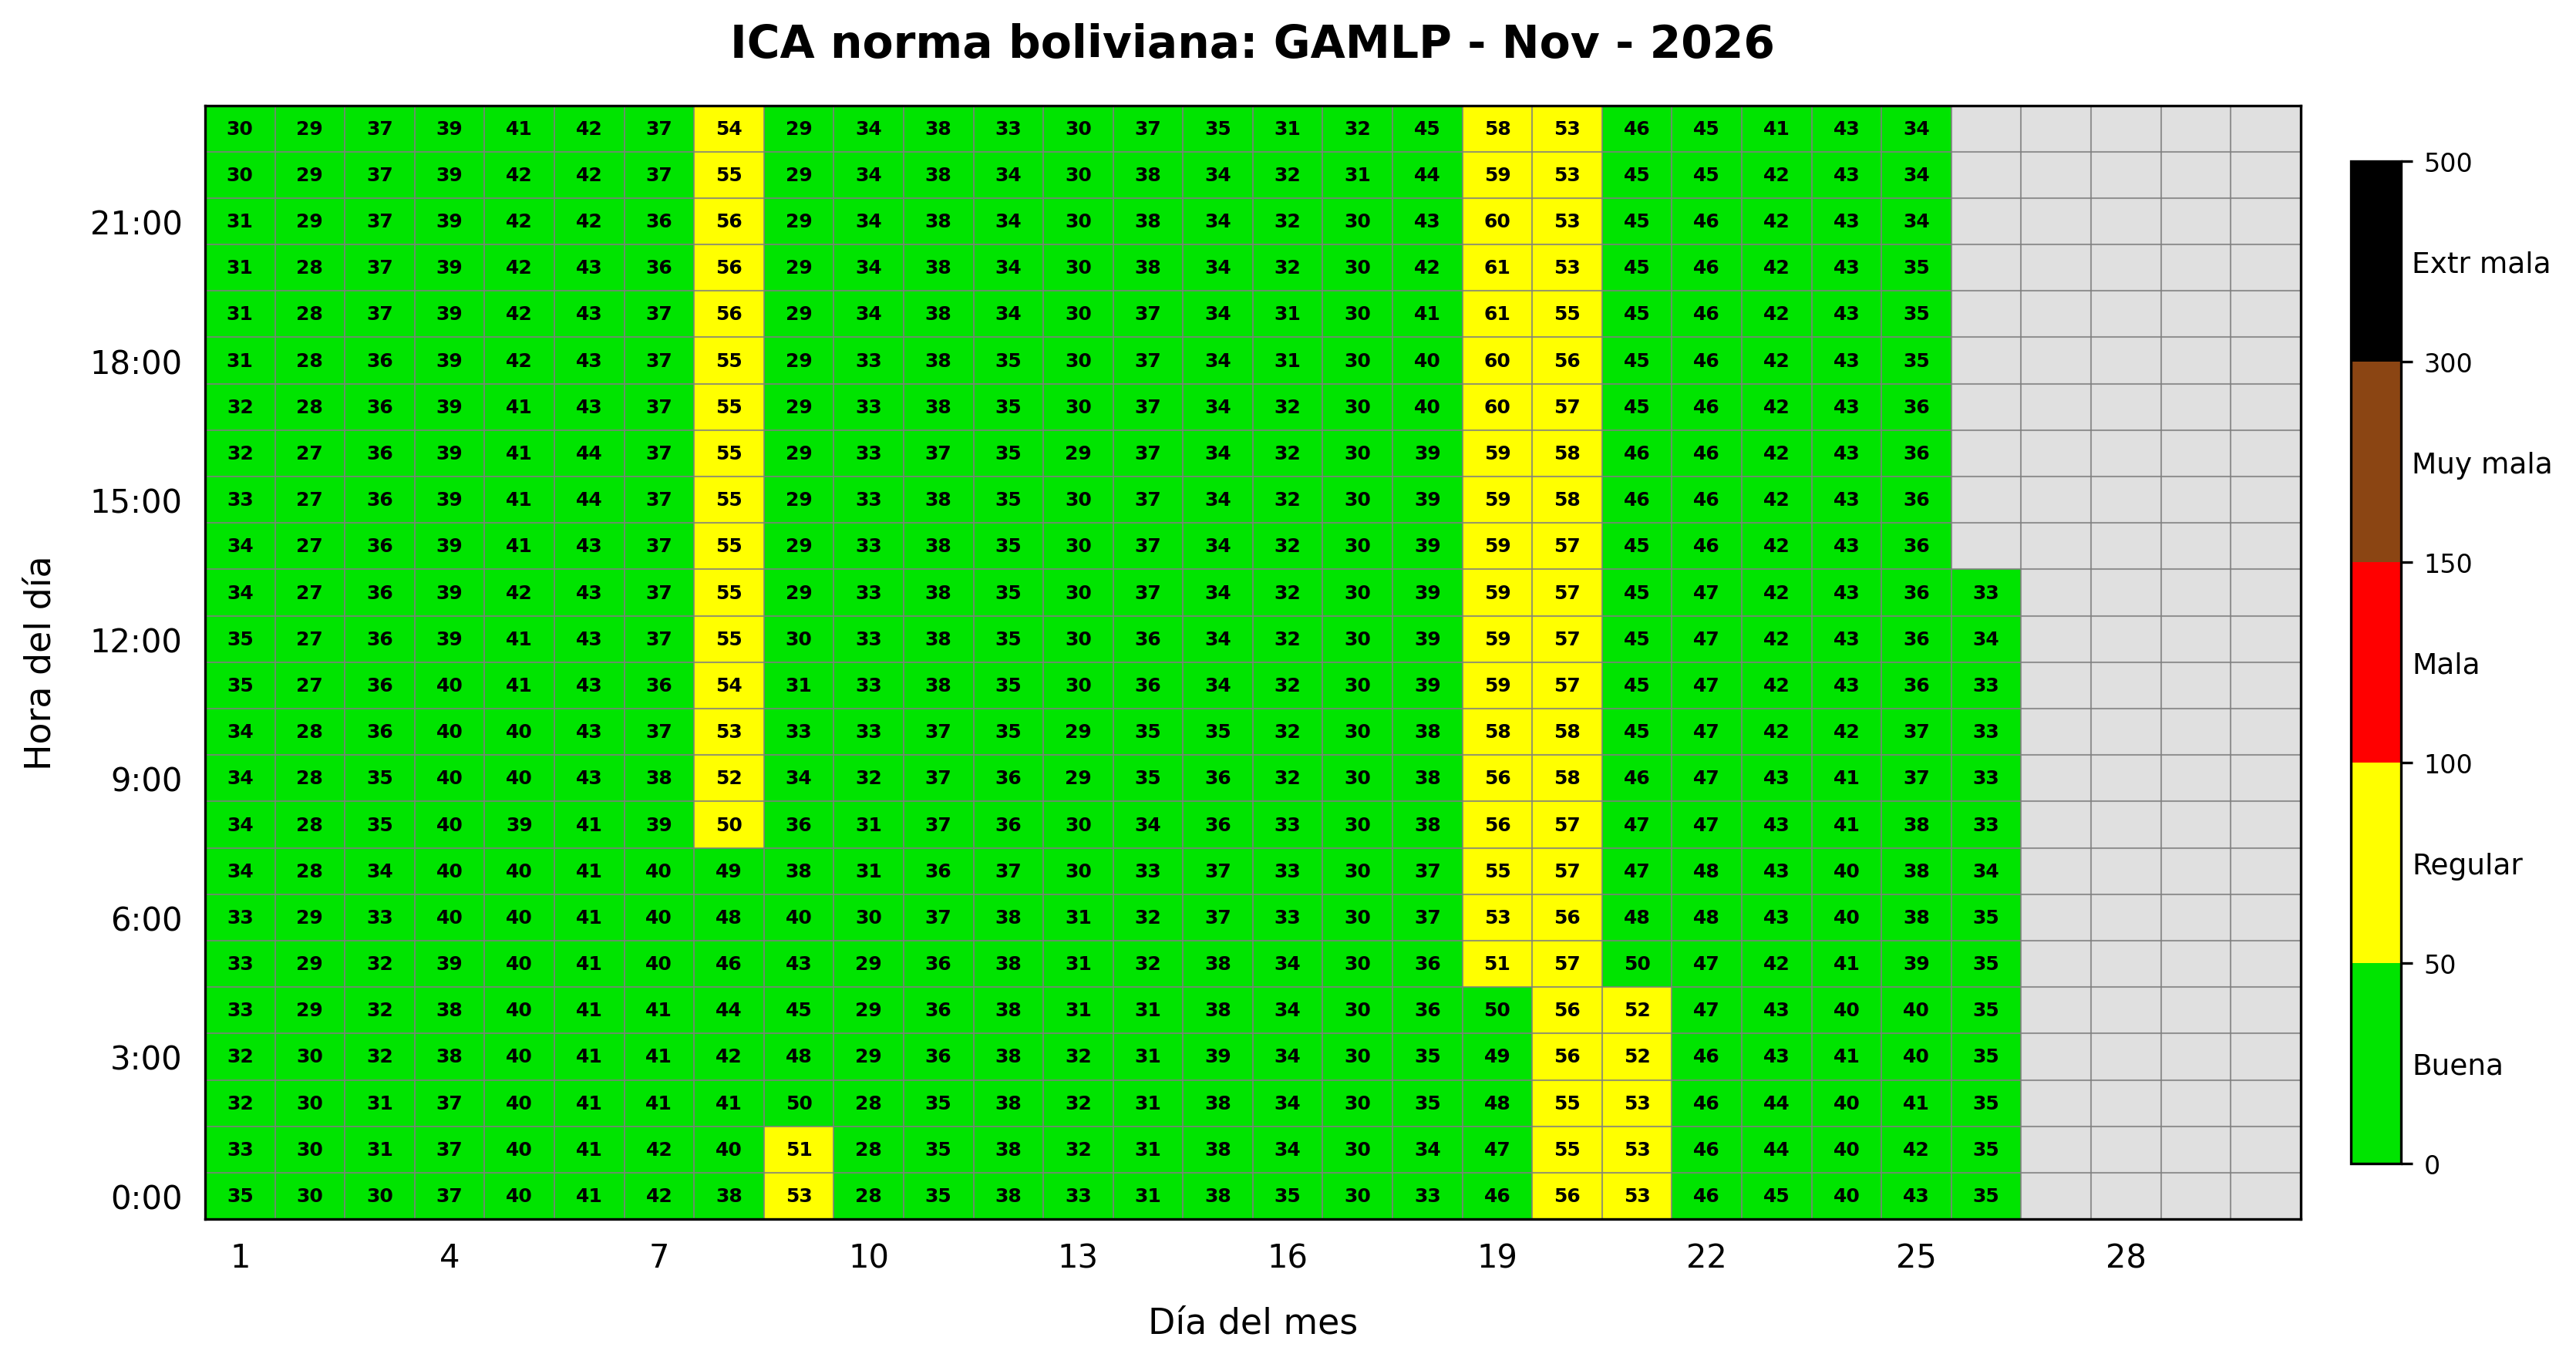 ICA norma boliviana: GAMLP - Nov - 2026
30 29 37 39 41 42 37 54 29 34 38 33 30 37 35 31 32 45 58 53 46 45 41 43 34
30 29 37 39 42 42 37 55 29 34 38 34 30 38 34 32 31 44 59 53 45 45 42 43 34
21:00 31 29 37 39 42 42 36 56 29 34 38 34 30 38 34 32 30 43 60 53 45 46 42 43 34
31 28 37 39 42 43 36 56 29 34 38 34 30 38 34 32 30 42 61 53 45 46 42 43 35
31 28 37 39 42 43 37 56 29 34 38 34 30 37 34 31 30 41 61 55 45 46 42 43 35
18:00 31 28 36 39 42 43 37 55 29 33 38 35 30 37 34 31 30 40 60 56 45 46 42 43 35
32 28 36 39 41 43 37 55 29 33 38 35 30 37 34 32 30 40 60 57 45 46 42 43 36
32 27 36 39 41 44 37 55 29 33 37 35 29 37 34 32 30 39 59 58 46 46 42 43 36
15:00 33 27 36 39 41 44 37 55 29 33 38 35 30 37 34 32 30 39 59 58 46 46 42 43 36
34 27 36 39 41 43 37 55 29 33 38 35 30 37 34 32 30 39 59 57 45 46 42 43 36
34 27 36 39 42 43 37 55 29 33 38 35 30 37 34 32 30 39 59 57 45 47 42 43 36 33
12:00 35 27 36 39 41 43 37 55 30 33 38 35 30 36 34 32 30 39 59 57 45 47 42 43 36 34
35 27 36 40 41 43 36 54 31 33 38 35 30 36 34 32 30 39 59 57 45 47 42 43 36 33
34 28 36 40 40 43 37 53 33 33 37 35 29 35 35 32 30 38 58 58 45 47 42 42 37 33
9:00 34 28 35 40 40 43 38 52 34 32 37 36 29 35 36 32 30 38 56 58 46 47 43 41 37 33
34 28 35 40 39 41 39 50 36 31 37 36 30 34 36 33 30 38 56 57 47 47 43 41 38 33
34 28 34 40 40 41 40 49 38 31 36 37 30 33 37 33 30 37 55 57 47 48 43 40 38 34
6:00 33 29 33 40 40 41 40 48 40 30 37 38 31 32 37 33 30 37 53 56 48 48 43 40 38 35
33 29 32 39 40 41 40 46 43 29 36 38 31 32 38 34 30 36 51 57 50 47 42 41 39 35
33 29 32 38 40 41 41 44 45 29 36 38 31 31 38 34 30 36 50 56 52 47 43 40 40 35
3:00 32 30 32 38 40 41 41 42 48 29 36 38 32 31 39 34 30 35 49 56 52 46 43 41 40 35
32 30 31 37 40 41 41 41 50 28 35 38 32 31 38 34 30 35 48 55 53 46 44 40 41 35
33 30 31 37 40 41 42 40 51 28 35 38 32 31 38 34 30 34 47 55 53 46 44 40 42 35
0:00 35 30 30 37 40 41 42 38 53 28 35 38 33 31 38 35 30 33 46 56 53 46 45 40 43 35
1 4 7 10 13 16 19 22 25 28
Día del mes
Hora del día
500
Extr mala
300
Muy mala
150
Mala
100
Regular
50
Buena
0